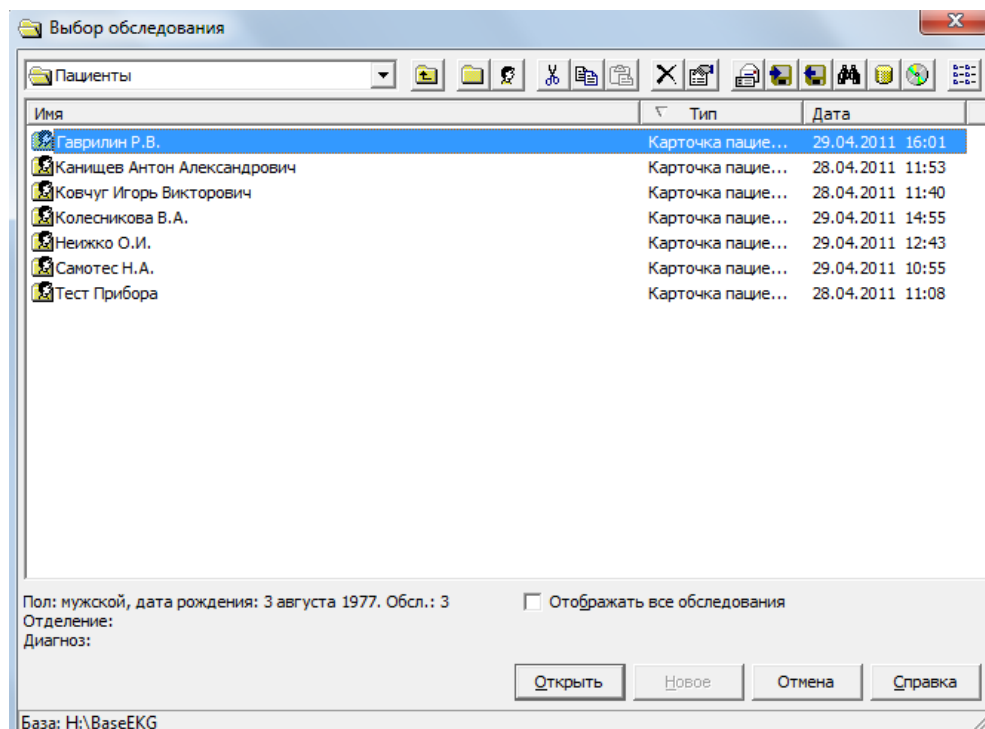 Выбор обследования
Пациенты
Имя Тип Дата
Гаврилин Р.В. Карточка пацие... 29.04.2011 16:01
Канищев Антон Александрович Карточка пацие... 28.04.2011 11:53
Ковчуг Игорь Викторович Карточка пацие... 28.04.2011 11:40
Колесникова В.А. Карточка пацие... 29.04.2011 14:55
Неижко О.И. Карточка пацие... 29.04.2011 12:43
Самотес Н.А. Карточка пацие... 29.04.2011 10:55
Тест Прибора Карточка пацие... 28.04.2011 11:08
Пол: мужской, дата рождения: 3 августа 1977. Обсл.: 3 Отображать все обследования
Отделение:
Диагноз:
Открыть Новое Отмена Справка
База: H:\BaseEKG